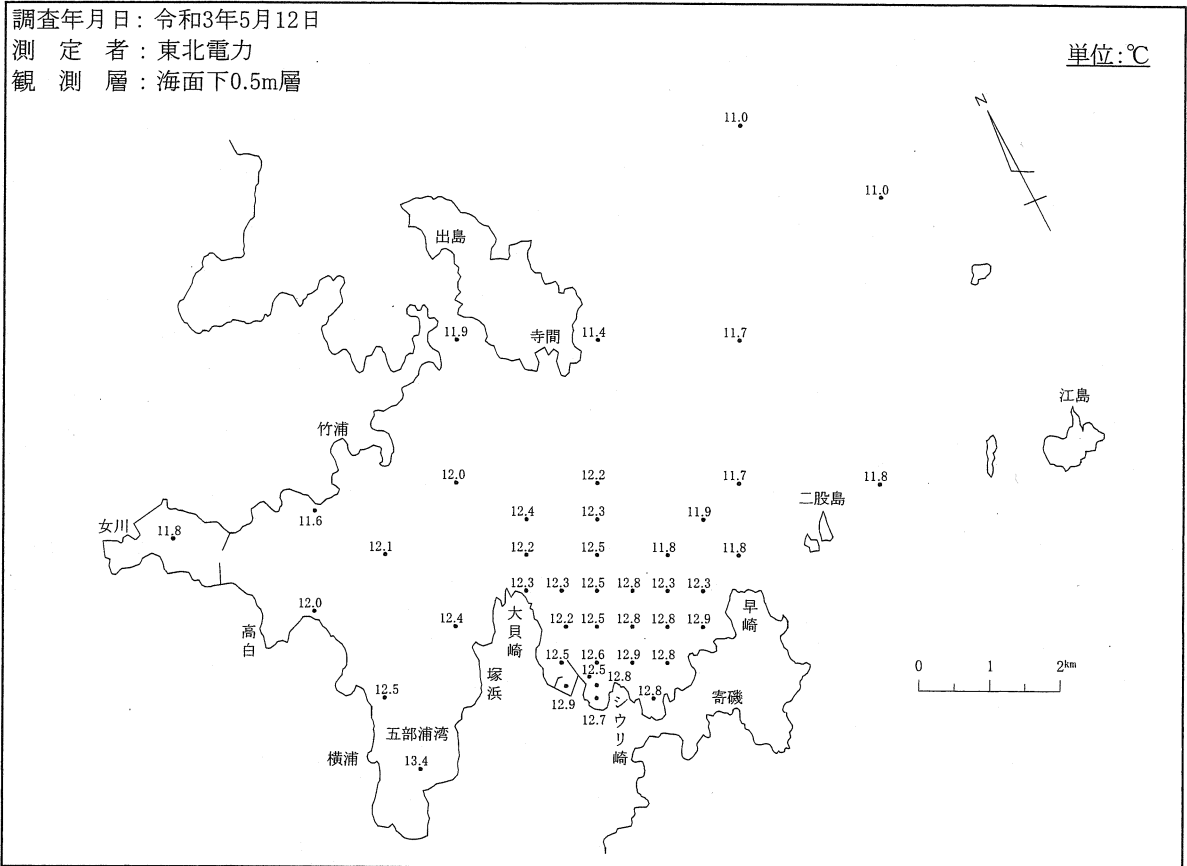 調査年月日：令和3年5月12日
測定者：東北電力
観測層：海面下0.5m層
単位:℃
N
11.0
11.0
出島
11.9
寺間
11.4
11.7
江島
竹浦
12.0
12.2
11.7
11.8
二股島
女川
11.8
11.6
12.4
12.3
11.9
12.1
12.2
12.5
11.8
11.8
12.3
12.3
12.5
12.8
12.3
12.3
12.0
高白
12.4
大貝崎
12.2
12.5
12.8
12.8
12.9
早崎
12.5
12.6
12.9
12.8
塚浜
12.5
12.8
12.5
12.9
12.7
12.8
シウリ崎
寄磯
0 1 2km
五部浦湾
横浦
13.4